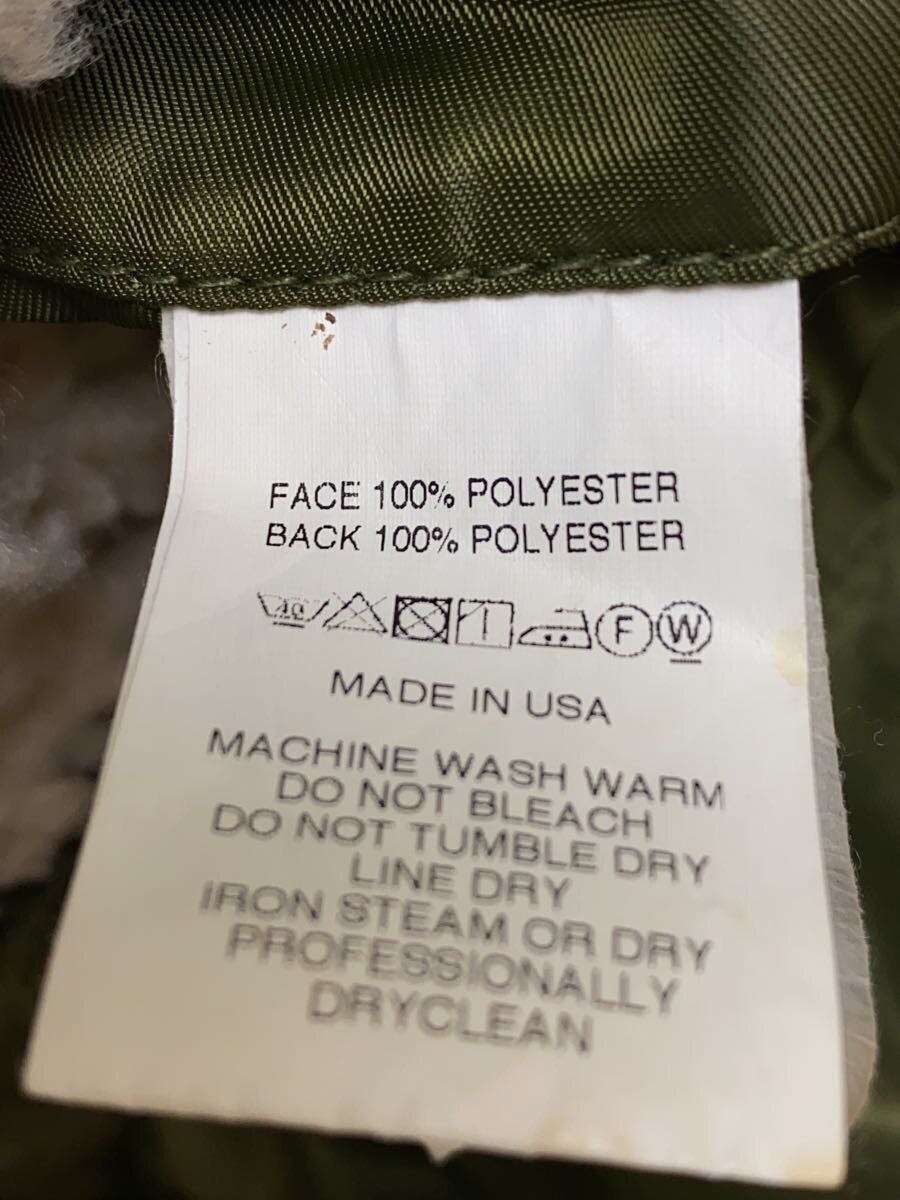 FACE 100% POLYESTER
BACK 100% POLYESTER
40 F W
MADE IN USA
MACHINE WASH WARM
DO NOT BLEACH
DO NOT TUMBLE DRY
LINE DRY
IRON STEAM OR DRY
PROFESSIONALLY
DRYCLEAN